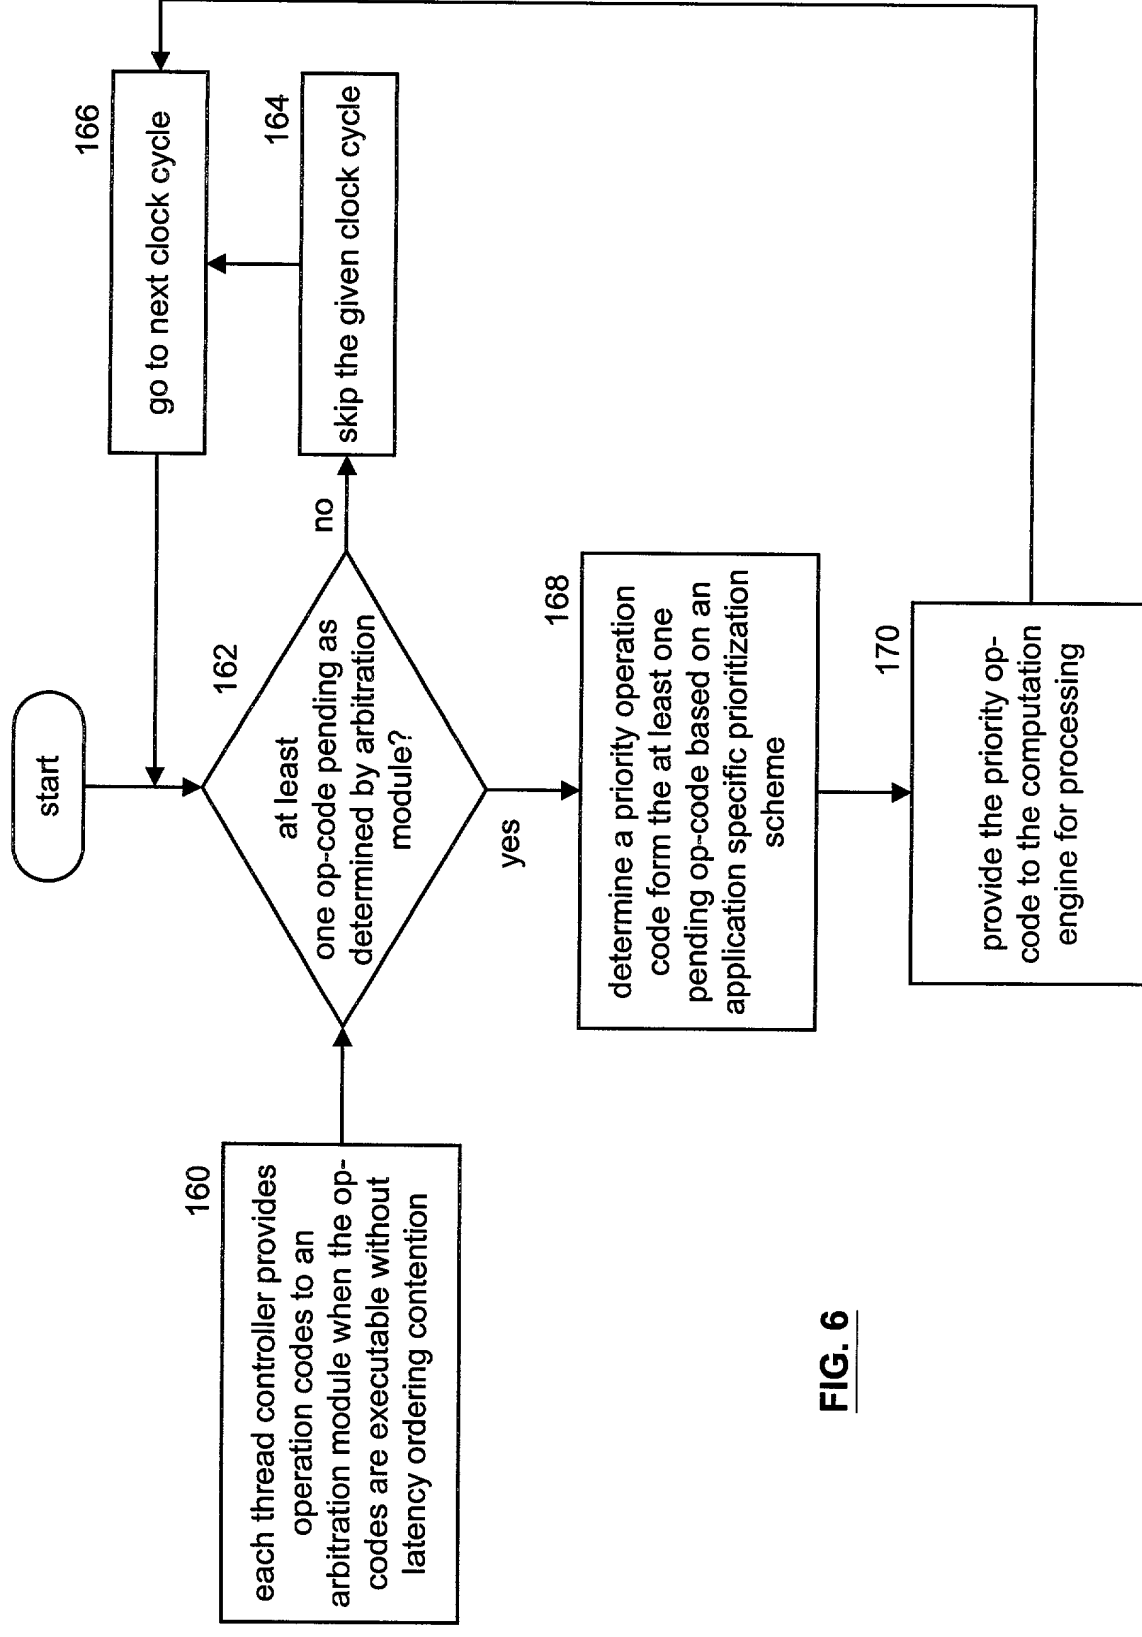 start
160
each thread controller provides
operation codes to an
arbitration module when the op-
codes are executable without
latency ordering contention
162
at least
one op-code pending as
determined by arbitration
module?
no
yes
164
skip the given clock cycle
166
go to next clock cycle
168
determine a priority operation
code form the at least one
pending op-code based on an
application specific prioritization
scheme
170
provide the priority op-
code to the computation
engine for processing
FIG. 6